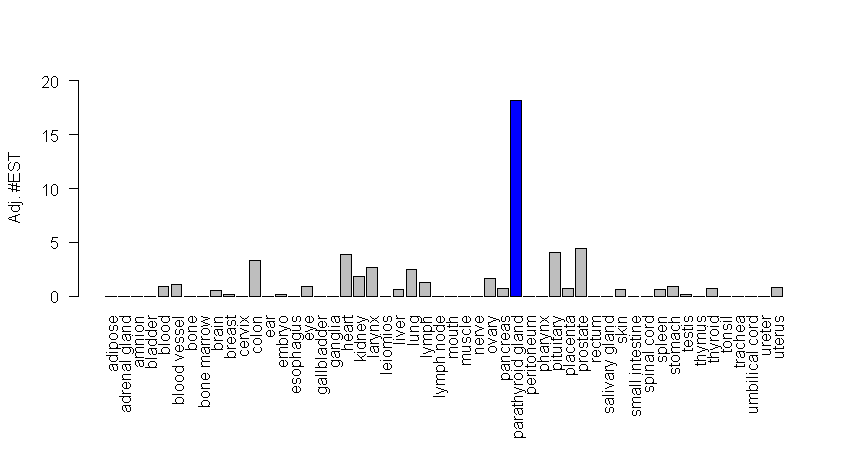 20
15
10
5
0
Adj. #EST
adipose
adrenal gland
amnion
bladder
blood
blood vessel
bone
bone marrow
brain
breast
cervix
colon
ear
embryo
esophagus
eye
gallbladder
ganglia
heart
kidney
larynx
leiomios
liver
lung
lymph
lymph node
mouth
muscle
nerve
ovary
pancreas
parathyroid gland
peritoneum
pharynx
pituitary
placenta
prostate
rectum
salivary gland
skin
small intestine
spinal cord
spleen
stomach
testis
thymus
thyroid
tonsil
trachea
umbilical cord
ureter
uterus